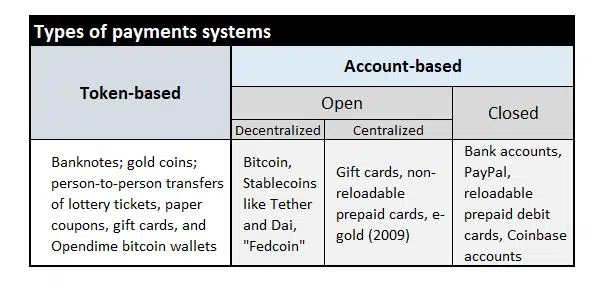 Types of payments systems
Token-based
Account-based
Open
Closed
Decentralized
Centralized
Banknotes; gold coins;
person-to-person transfers
of lottery tickets, paper
coupons, gift cards, and
Opendime bitcoin wallets
Bitcoin,
Stablecoins
like Tether
and Dai,
"Fedcoin"
Gift cards, non-
reloadable
prepaid cards, e-
gold (2009)
Bank accounts,
PayPal,
reloadable
prepaid debit
cards, Coinbase
accounts